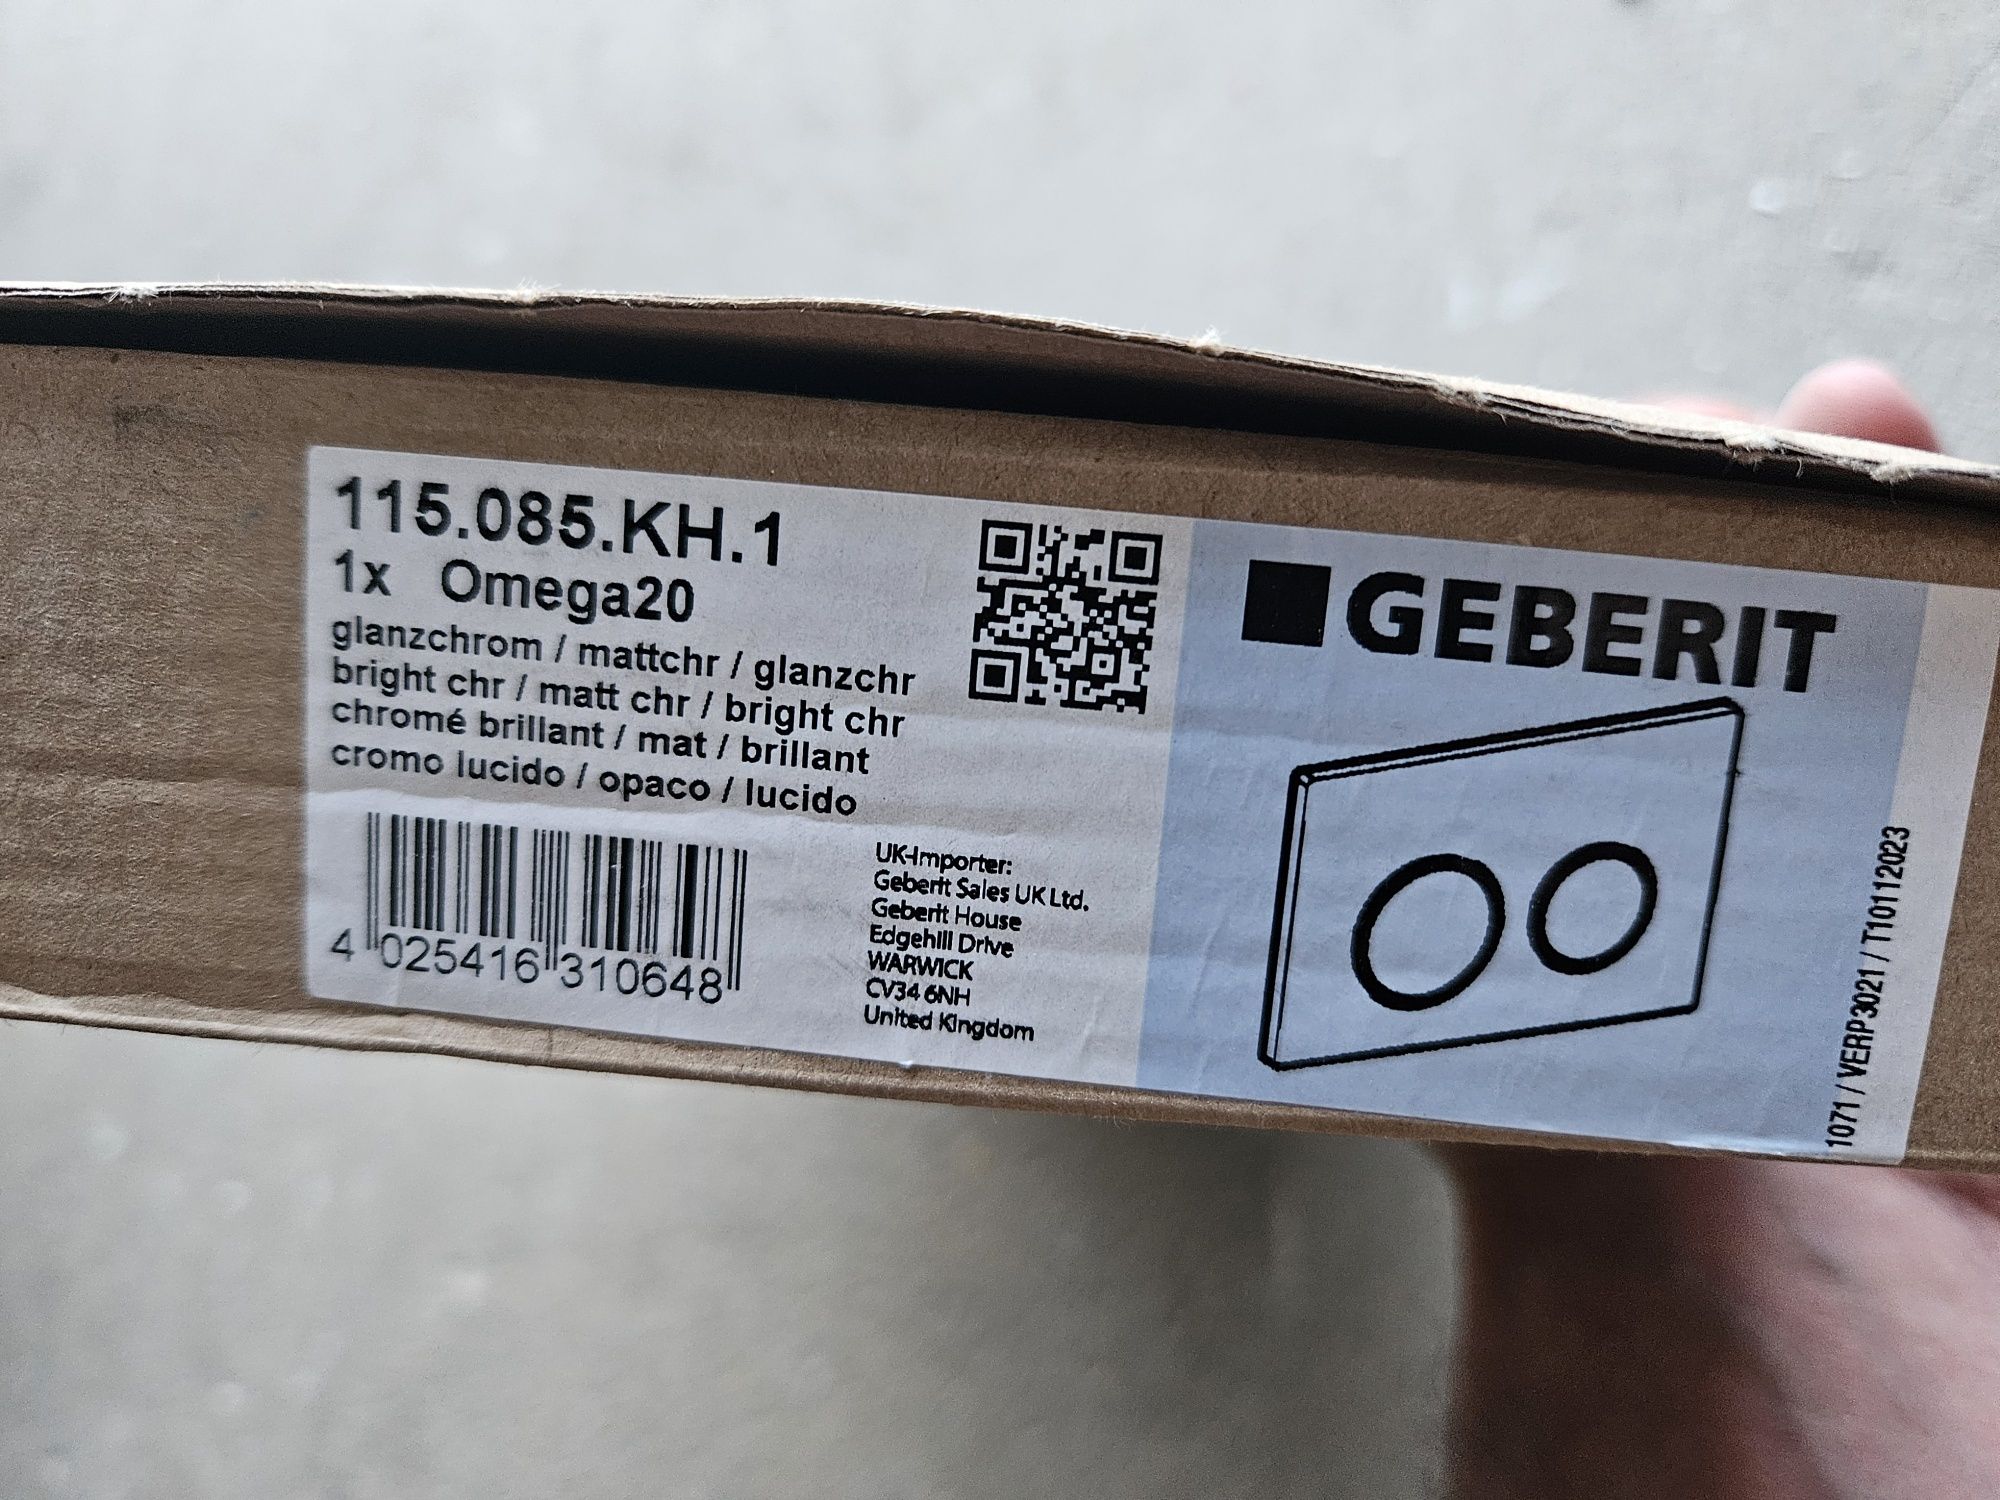 115.085.KH.1
1x Omega20
glanzchrom / mattchr / glanzchr
bright chr / matt chr / bright chr
chromé brillant / mat / brillant
cromo lucido / opaco / lucido
4 025416 310648
UK-Importer:
Geberit Sales UK Ltd.
Geberit House
Edgehill Drive
WARWICK
CV34 6NH
United Kingdom
GEBERIT
1071 / VERP3021 / T10112023